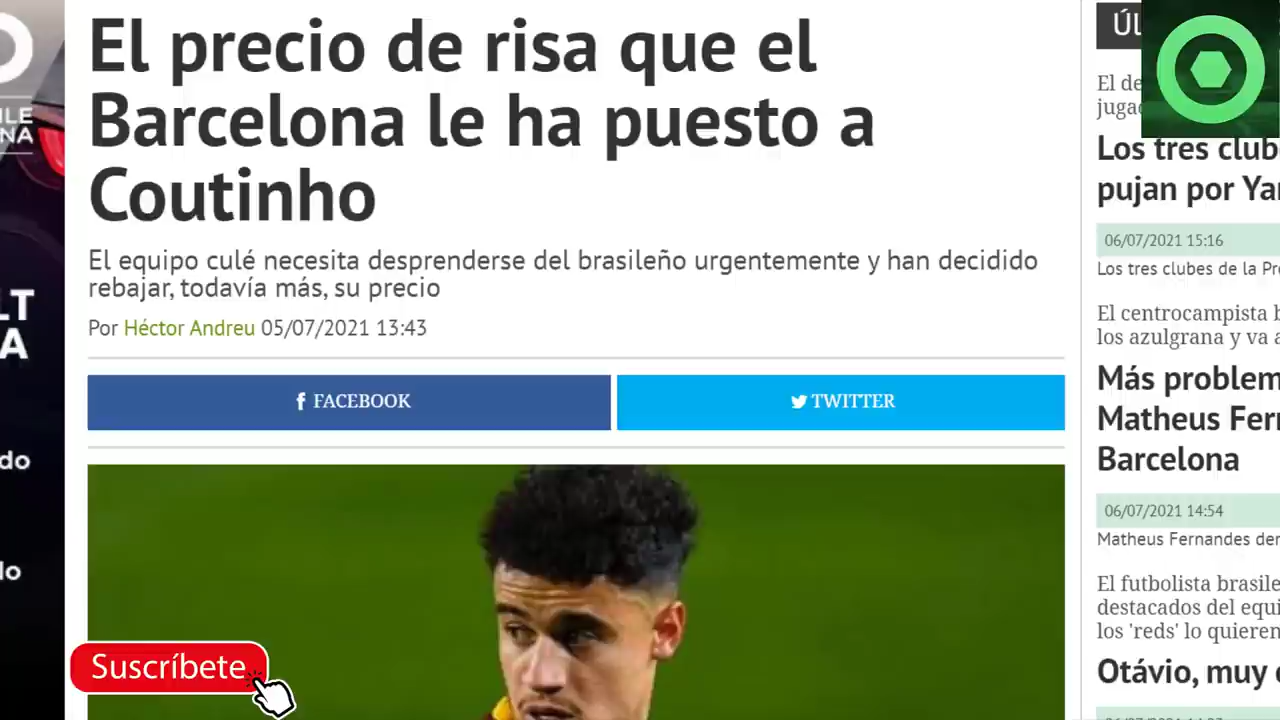 El precio de risa que el
Barcelona le ha puesto a
Coutinho
El equipo culé necesita desprenderse del brasileño urgentemente y han decidido
rebajar, todavía más, su precio
Por Héctor Andreu 05/07/2021 13:43
FACEBOOK
TWITTER
Suscríbete
El
Los tres
pujan por
06/07/2021 15:16
Los tres clubes de la
El centrocampista
los azulgrana y va
Más
Matheus
Barcelona
06/07/2021 14:54
Matheus Fernandes
El futbolista
destacados del
los 'reds' lo quieren
Otávio, muy